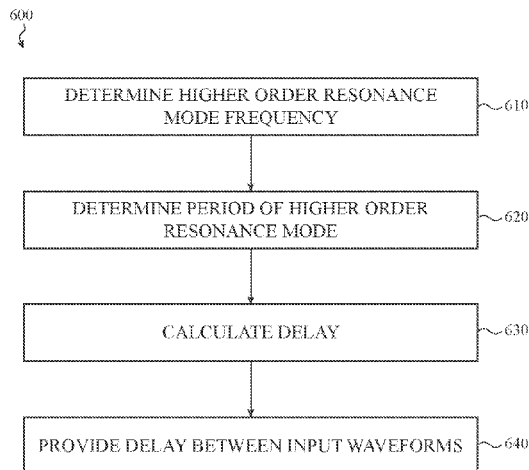 600
DETERMINE HIGHER ORDER RESONANCE
MODE FREQUENCY
610
DETERMINE PERIOD OF HIGHER ORDER
RESONANCE MODE
620
CALCULATE DELAY
630
PROVIDE DELAY BETWEEN INPUT WAVEFORMS
640